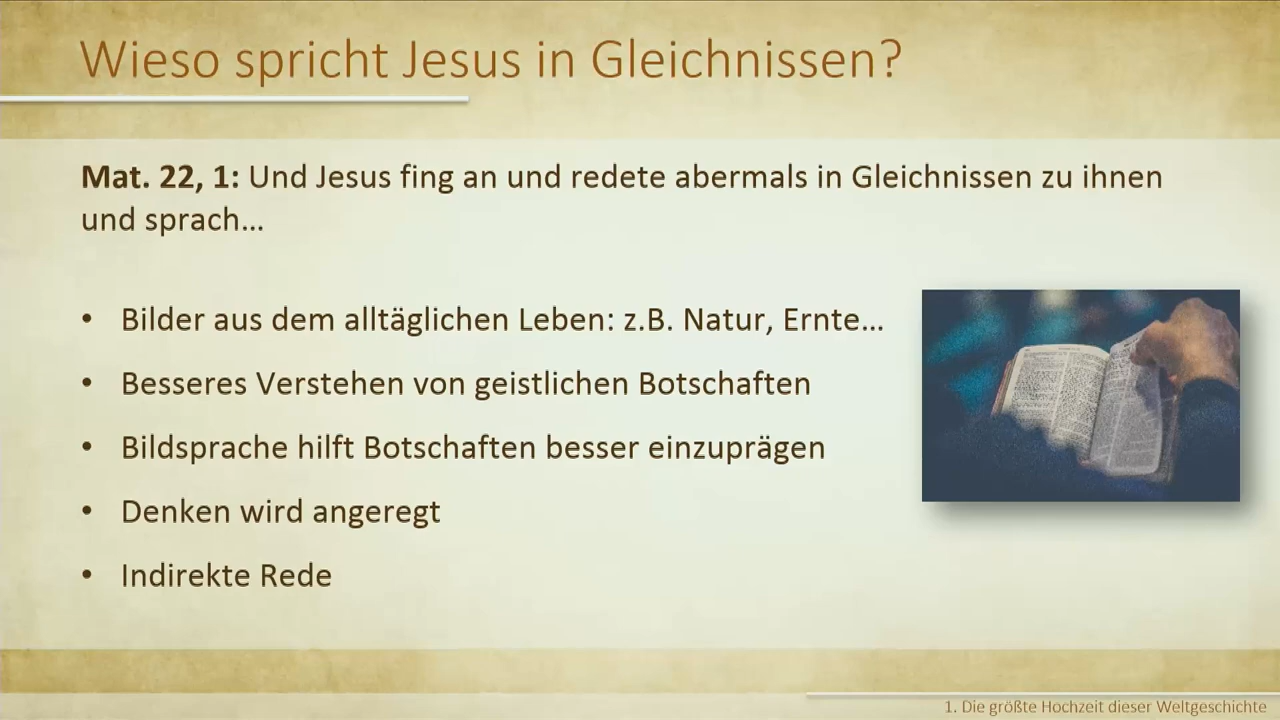 Wieso spricht Jesus in Gleichnissen?
Mat. 22, 1: Und Jesus fing an und redete abermals in Gleichnissen zu ihnen
und sprach…
• Bilder aus dem alltäglichen Leben: z.B. Natur, Ernte…
• Besseres Verstehen von geistlichen Botschaften
• Bildsprache hilft Botschaften besser einzuprägen
• Denken wird angeregt
• Indirekte Rede
1. Die größte Hochzeit dieser Weltgeschichte